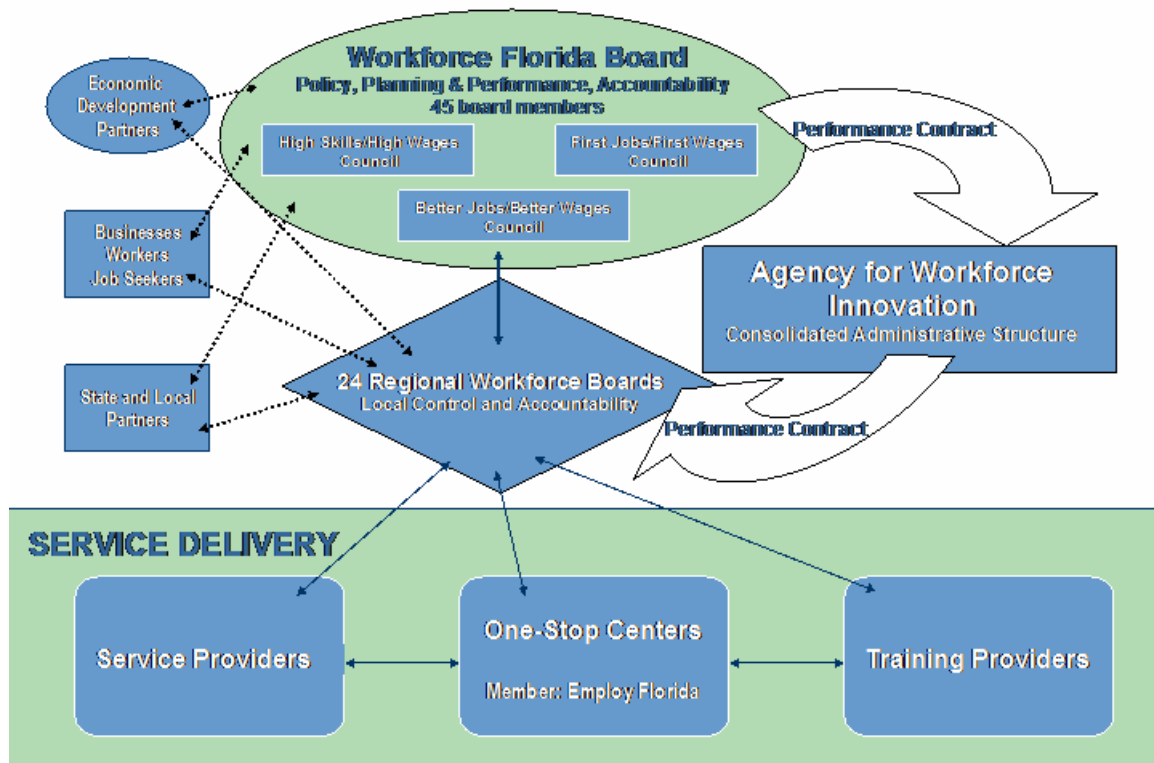 Workforce Florida Board
Policy, Planning & Performance, Accountability
45 board members
Economic
Development
Partners
High Skills/High Wages
Council
First Jobs/First Wages
Council
Better Jobs/Better Wages
Council
Performance Contract
Businesses
Workers
Job Seekers
Agency for Workforce
Innovation
Consolidated Administrative Structure
24 Regional Workforce Boards
Local Control and Accountability
State and Local
Partners
Performance Contract
SERVICE DELIVERY
Service Providers
One-Stop Centers
Member: Employ Florida
Training Providers